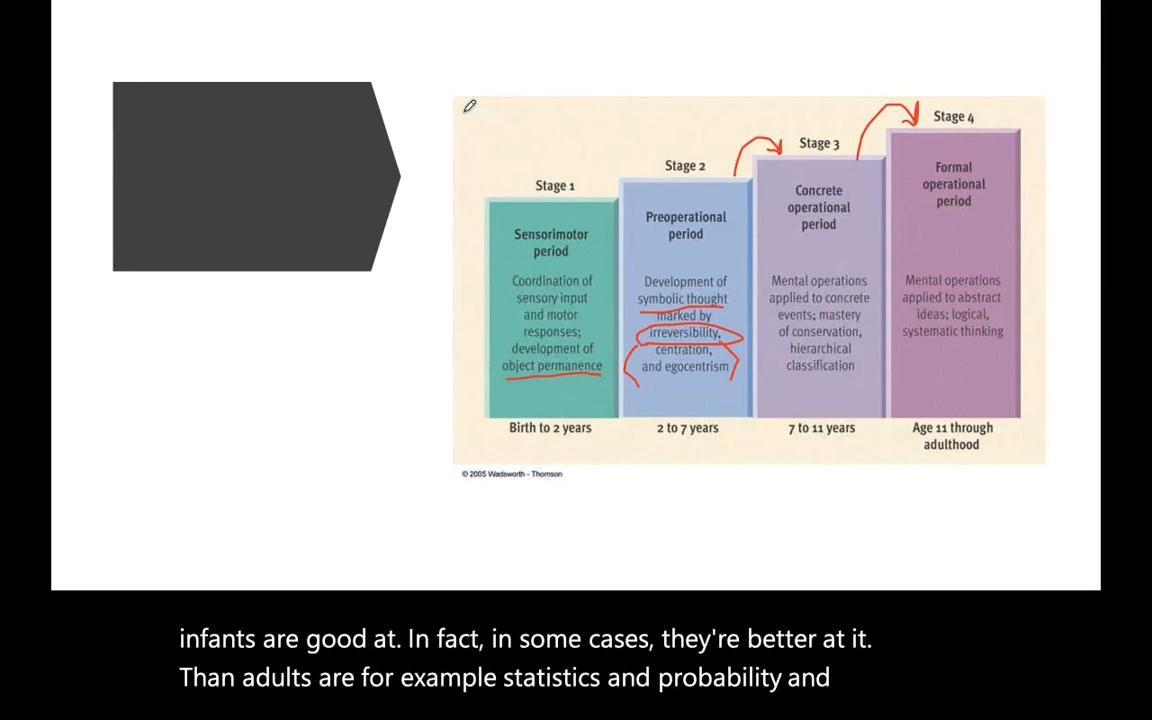 Stage 1
Sensorimotor
period
Coordination of
sensory input
and motor
responses;
development of
object permanence
Birth to 2 years
Stage 2
Preoperational
period
Development of
symbolic thought
marked by
irreversibility,
centration,
and egocentrism
2 to 7 years
Stage 3
Concrete
operational
period
Mental operations
applied to concrete
events; mastery
of conservation,
hierarchical
classification
7 to 11 years
Stage 4
Formal
operational
period
Mental operations
applied to abstract
ideas; logical,
systematic thinking
Age 11 through
adulthood
© 2005 Wadsworth - Thomson
infants are good at. In fact, in some cases, they're better at it.
Than adults are for example statistics and probability and